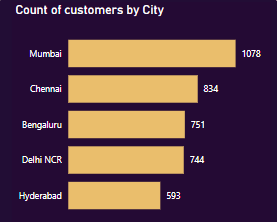 Count of customers by City
Mumbai 1078
Chennai 834
Bengaluru 751
Delhi NCR 744
Hyderabad 593